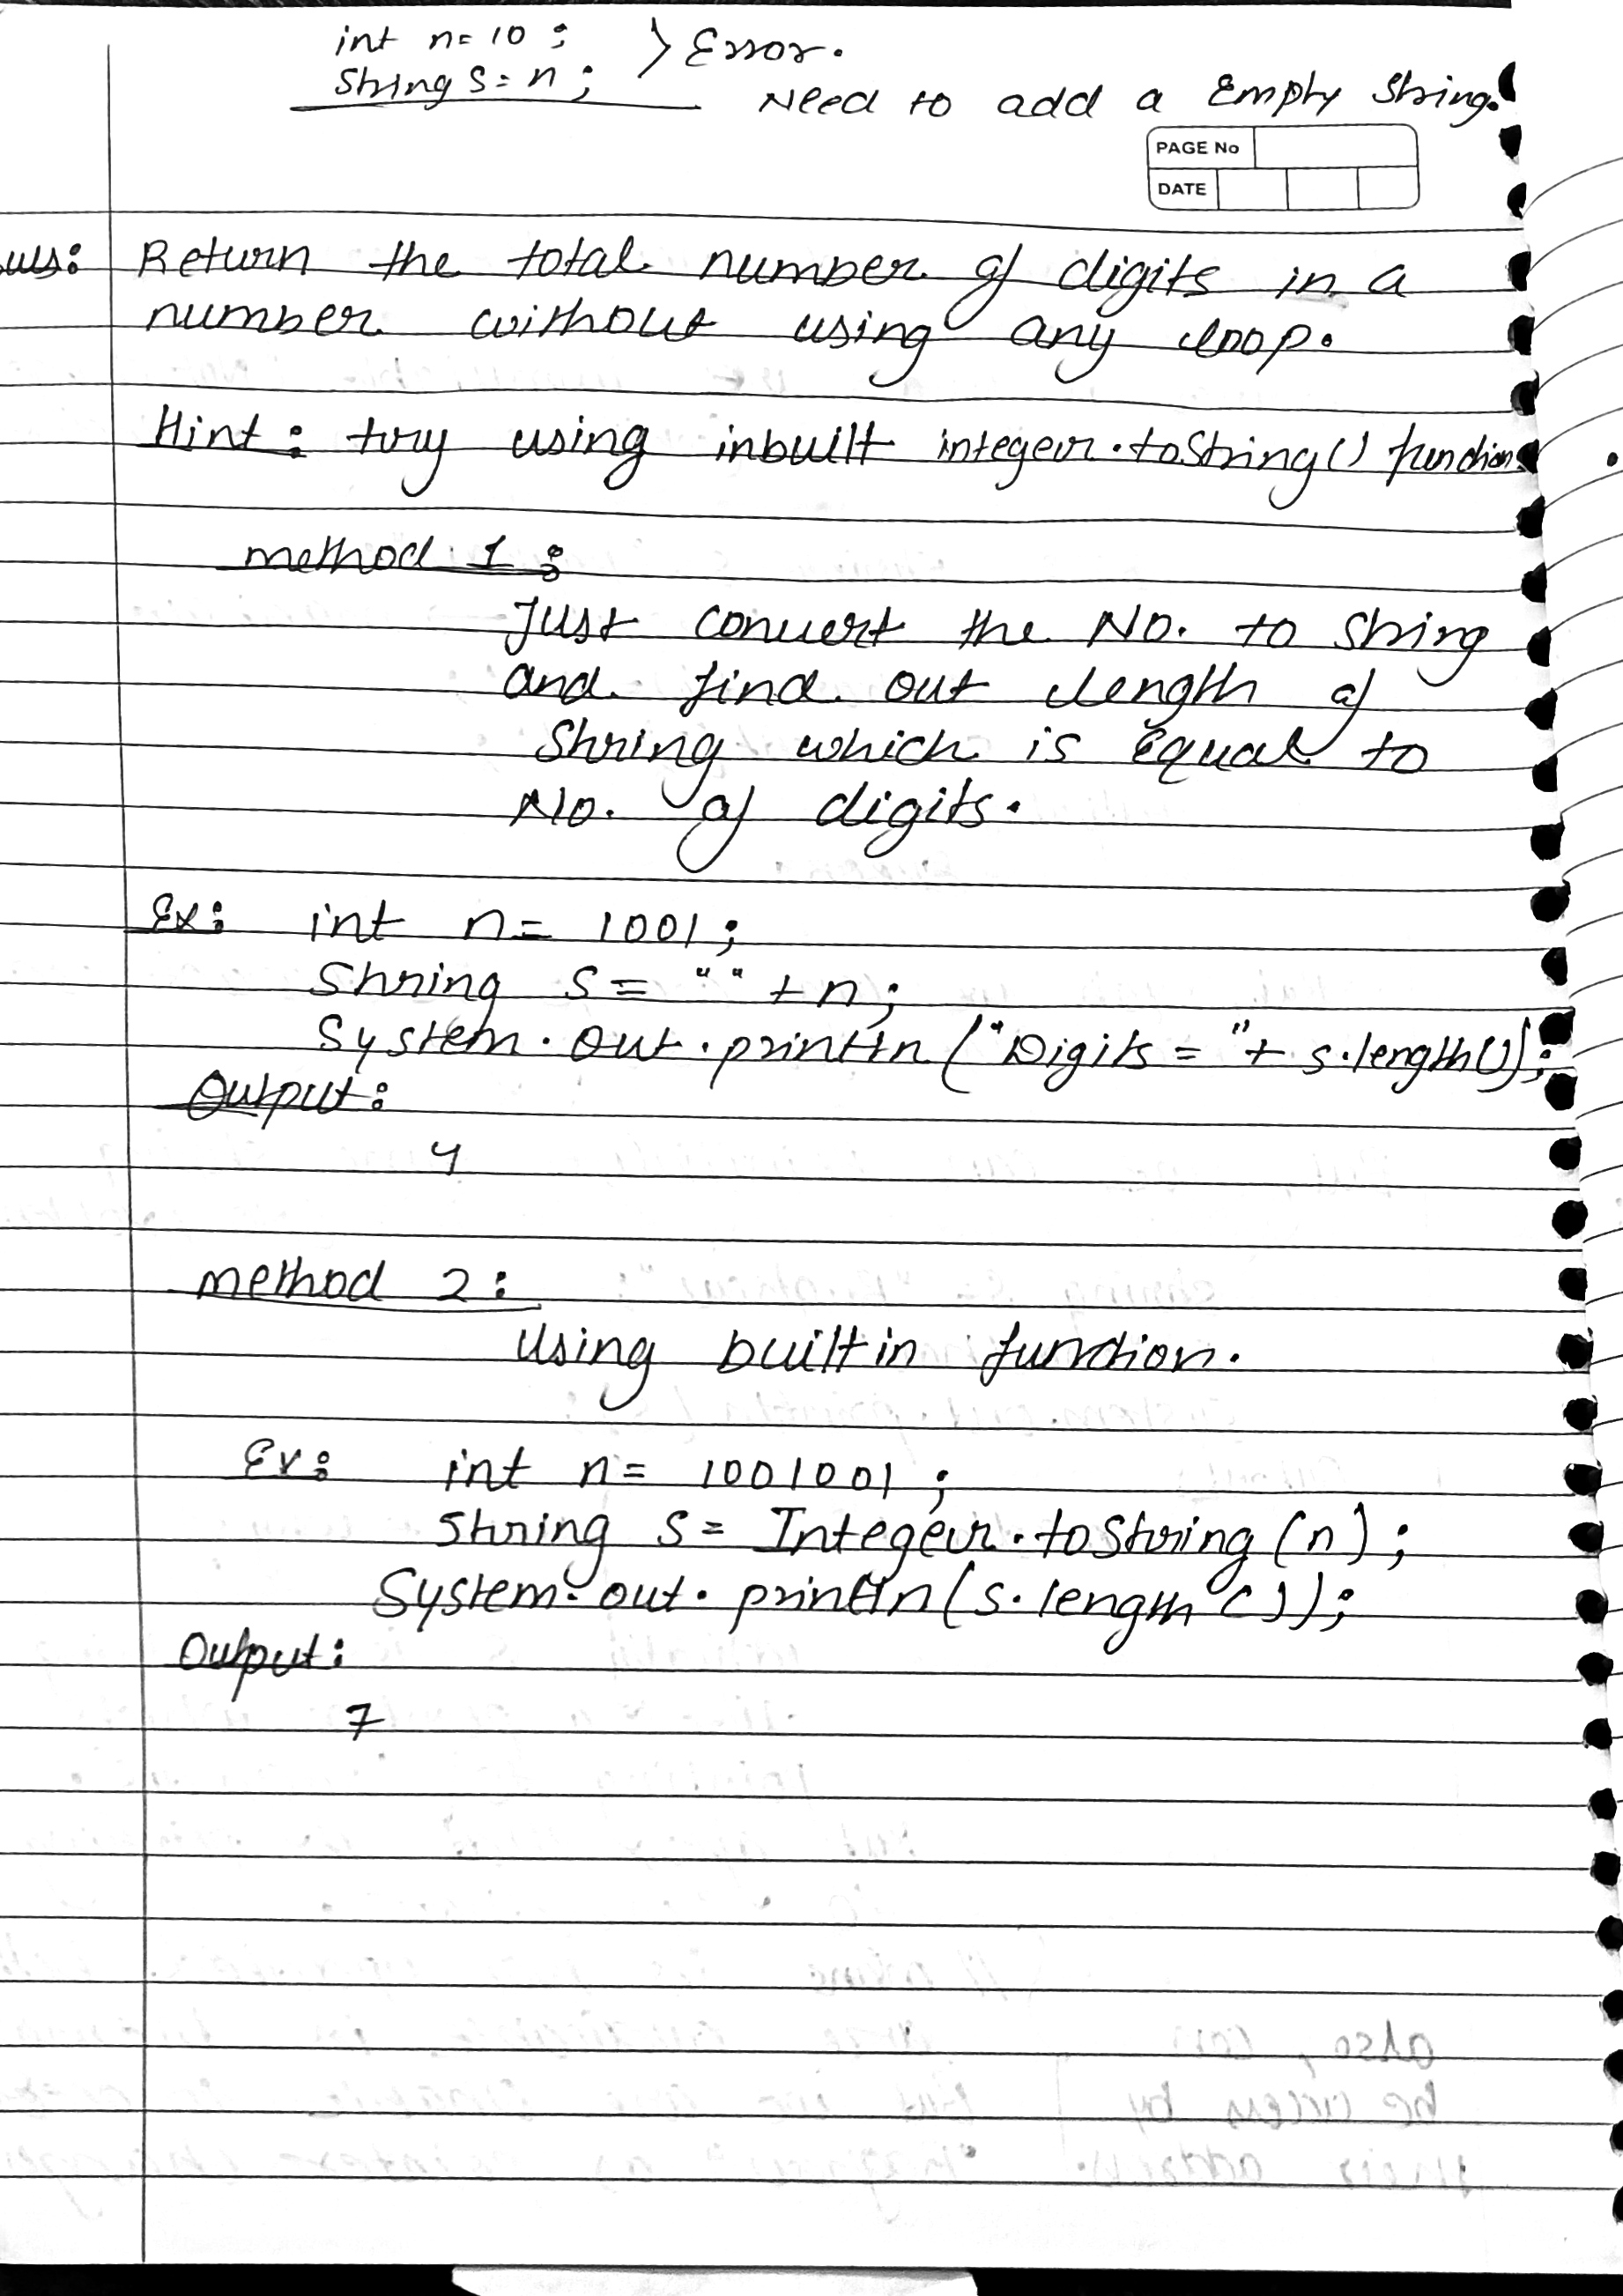 int n= 10 ;
String S= n ; > Error.
Need to add a Empty String.
PAGE No
DATE
Return the total number of digits in a
number without using any loop.
Hint: try using inbuilt integer.toString() function
method 1 :
Just convert the No. to String
and find out length of
String which is Equal to
No. of digits.
Ex: int n= 1001 ;
String S= "" + n ;
System.out.println ("Digits = "+ s.length());
Output:
4
method 2 :
Using builtin function.
Ex: int n= 1001001 ;
String S= Integer.toString (n) ;
System.out.println (s.length());
Output:
7